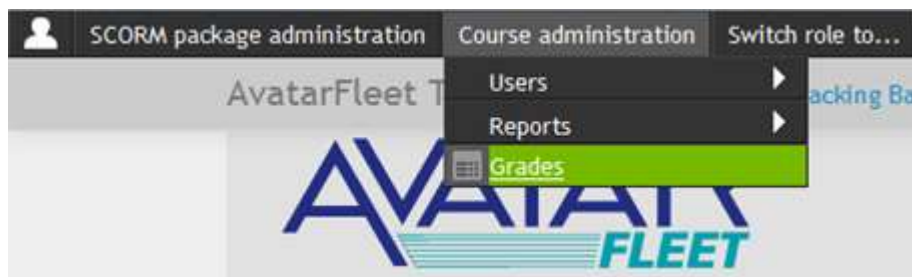 SCORM package administration Course administration Switch role to...
Users
AvatarFleet T acking Ba
Reports
Grades
AVATAR
FLEET